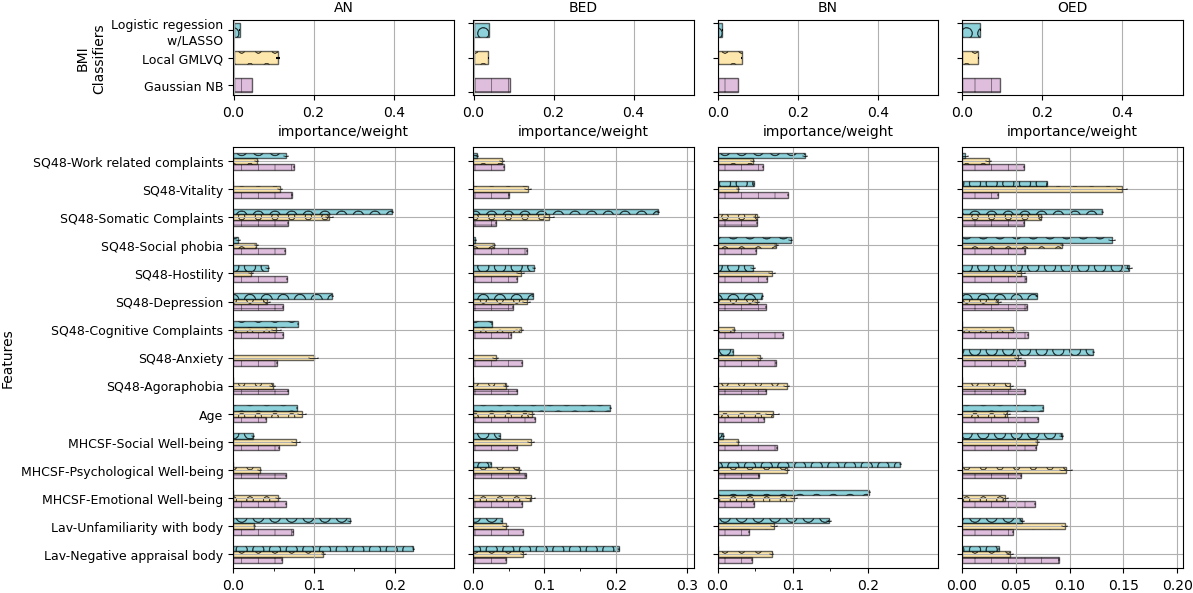 AN BED BN OED
BMI
Classifiers
Logistic regession
w/LASSO
Local GMLVQ
Gaussian NB
0.0 0.2 0.4 0.0 0.2 0.4 0.0 0.2 0.4 0.0 0.2 0.4
importance/weight importance/weight importance/weight importance/weight
Features
SQ48-Work related complaints
SQ48-Vitality
SQ48-Somatic Complaints
SQ48-Social phobia
SQ48-Hostility
SQ48-Depression
SQ48-Cognitive Complaints
SQ48-Anxiety
SQ48-Agoraphobia
Age
MHCSF-Social Well-being
MHCSF-Psychological Well-being
MHCSF-Emotional Well-being
Lav-Unfamiliarity with body
Lav-Negative appraisal body
0.0 0.1 0.2 0.0 0.1 0.2 0.3 0.0 0.1 0.2 0.00 0.05 0.10 0.15 0.20